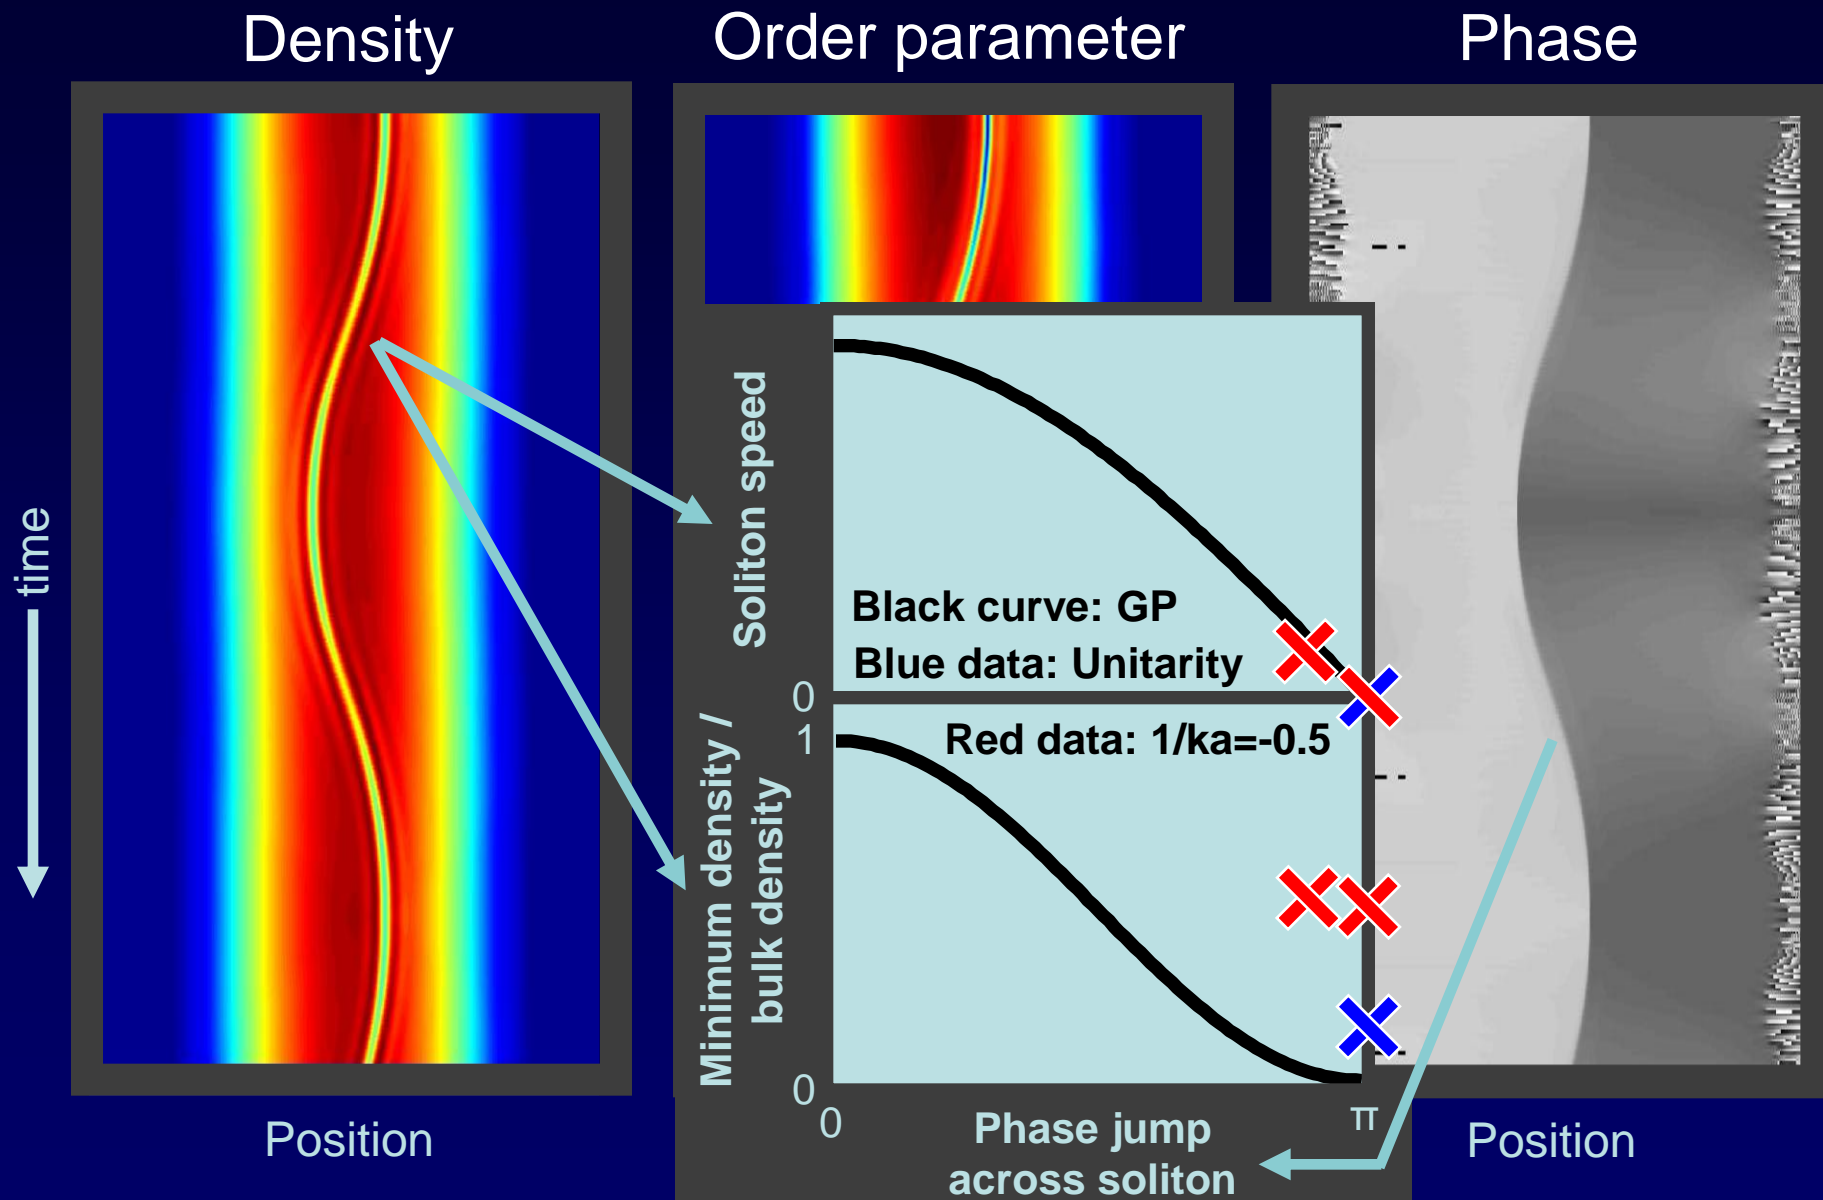 Density
Order parameter
Phase
time
Soliton speed
Black curve: GP
Blue data: Unitarity
0
1
Red data: 1/ka=-0.5
Minimum density /
bulk density
0
0
π
Phase jump
across soliton
Position
Position